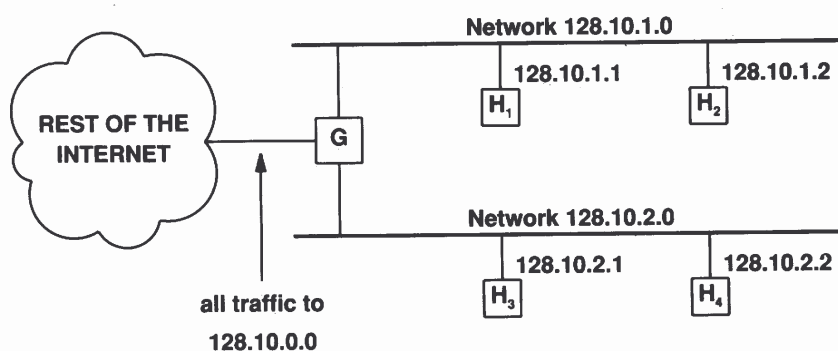 Network 128.10.1.0
128.10.1.1
128.10.1.2
H1
H2
REST OF THE
INTERNET
G
Network 128.10.2.0
128.10.2.1
128.10.2.2
H3
H4
all traffic to
128.10.0.0